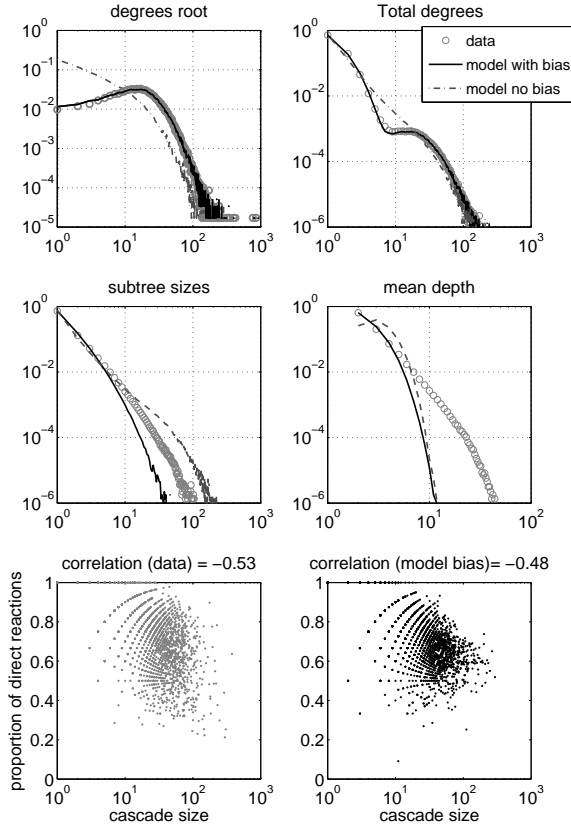 degrees root
Total degrees
data
model with bias
model no bias
10^0
10^-1
10^-2
10^-3
10^-4
10^-5
10^0 10^1 10^2 10^3
10^0
10^-2
10^-4
10^-6
10^0 10^1 10^2 10^3
subtree sizes
mean depth
10^0
10^-2
10^-4
10^-6
10^0 10^1 10^2 10^3
10^0
10^-2
10^-4
10^-6
10^0 10^1 10^2
correlation (data) = −0.53
correlation (model bias)= −0.48
proportion of direct reactions
1
0.8
0.6
0.4
0.2
0
10^0 10^1 10^2 10^3
cascade size
1
0.8
0.6
0.4
0.2
0
10^0 10^1 10^2 10^3
cascade size